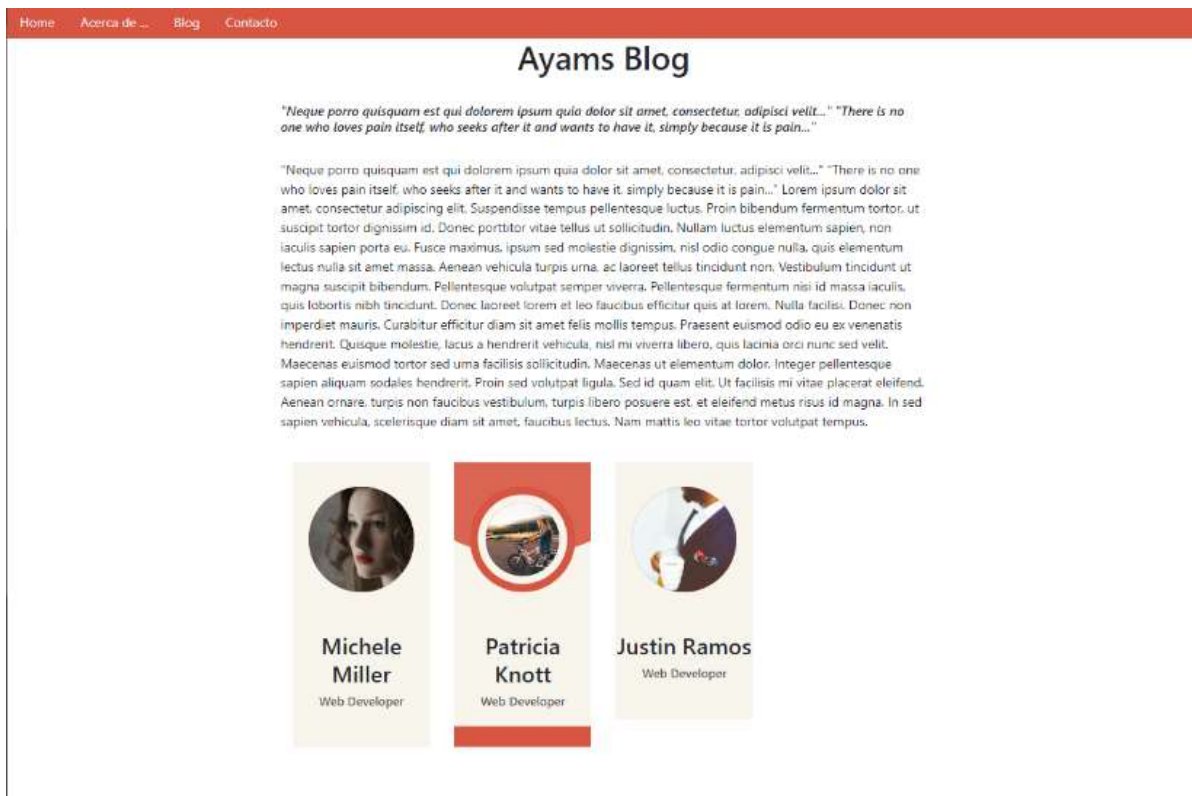 Home Acerca de ... Blog Contacto
Ayams Blog
"Neque porro quisquam est qui dolorem ipsum quia dolor sit amet, consectetur, adipisci velit..." "There is no
one who loves pain itself, who seeks after it and wants to have it, simply because it is pain..."
"Neque porro quisquam est qui dolorem ipsum quia dolor sit amet, consectetur, adipisci velit..." "There is no one
who loves pain itself, who seeks after it and wants to have it, simply because it is pain..." Lorem ipsum dolor sit
amet, consectetur adipiscing elit. Suspendisse tempus pellentesque luctus. Proin bibendum fermentum tortor, ut
suscipit tortor dignissim id. Donec porttitor vitae tellus ut sollicitudin. Nullam luctus elementum sapien, non
iaculis sapien porta eu. Fusce maximus, ipsum sed molestie dignissim, nisl odio congue nulla, quis elementum
lectus nulla sit amet massa. Aenean vehicula turpis urna, ac laoreet tellus tincidunt non. Vestibulum tincidunt ut
magna suscipit bibendum. Pellentesque volutpat semper viverra. Pellentesque fermentum nisi id massa iaculis,
quis lobortis nibh tincidunt. Donec laoreet lorem et leo faucibus efficitur quis at lorem. Nulla facilisi. Donec non
imperdiet mauris. Curabitur efficitur diam sit amet felis mollis tempus. Praesent euismod odio eu ex venenatis
hendrerit. Quisque molestie, lacus a hendrerit vehicula, nisl mi viverra libero, quis lacinia orci nunc sed velit.
Maecenas euismod tortor sed urna facilisis sollicitudin. Maecenas ut elementum dolor. Integer pellentesque
sapien aliquam sodales hendrerit. Proin sed volutpat ligula. Sed id quam elit. Ut facilisis mi vitae placerat eleifend.
Aenean ornare, turpis non faucibus vestibulum, turpis libero posuere est, et eleifend metus risus id magna. In sed
sapien vehicula, scelerisque diam sit amet, faucibus lectus. Nam mattis leo vitae tortor volutpat tempus.
Michele
Miller
Web Developer
Patricia
Knott
Web Developer
Justin Ramos
Web Developer